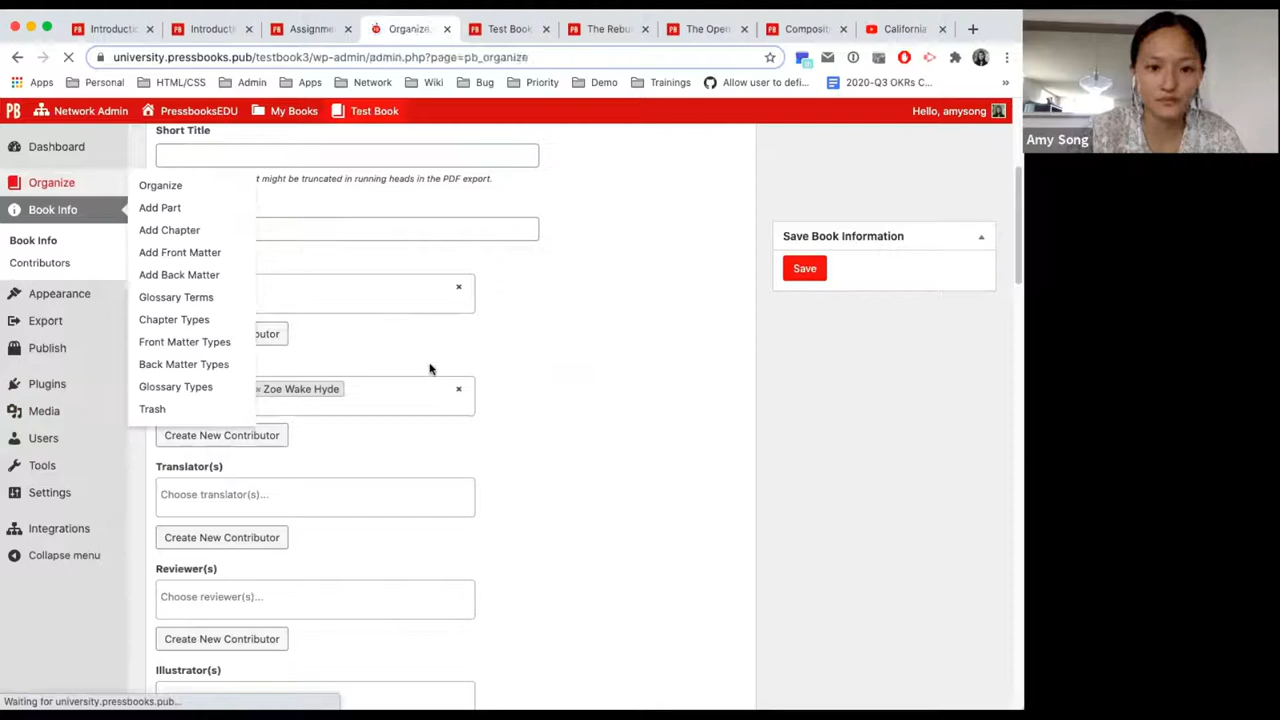 Introductic
Introducti
Assignme
Organize
Test Book
The Rebu
The Open
Composit
California
university.pressbooks.pub/testbook3/wp-admin/admin.php?page=pb_organize
Apps
Personal
HTML/CSS
Admin
Apps
Network
Wiki
Bug
Priority
Demo
Trainings
Allow user to defi...
2020-Q3 OKRs C...
»
PB Network Admin
PressbooksEDU
My Books
Test Book
Hello, amysong
Amy Song
Dashboard
Organize
Book Info
Book Info
Contributors
Appearance
Export
Publish
Plugins
Media
Users
Tools
Settings
Integrations
Collapse menu
Organize
Add Part
Add Chapter
Add Front Matter
Add Back Matter
Glossary Terms
Chapter Types
Front Matter Types
Back Matter Types
Glossary Types
Trash
Short Title
t might be truncated in running heads in the PDF export.
×
butor
× Zoe Wake Hyde
×
Create New Contributor
Translator(s)
Choose translator(s)...
Create New Contributor
Reviewer(s)
Choose reviewer(s)...
Create New Contributor
Illustrator(s)
Save Book Information
Save
Waiting for university.pressbooks.pub...